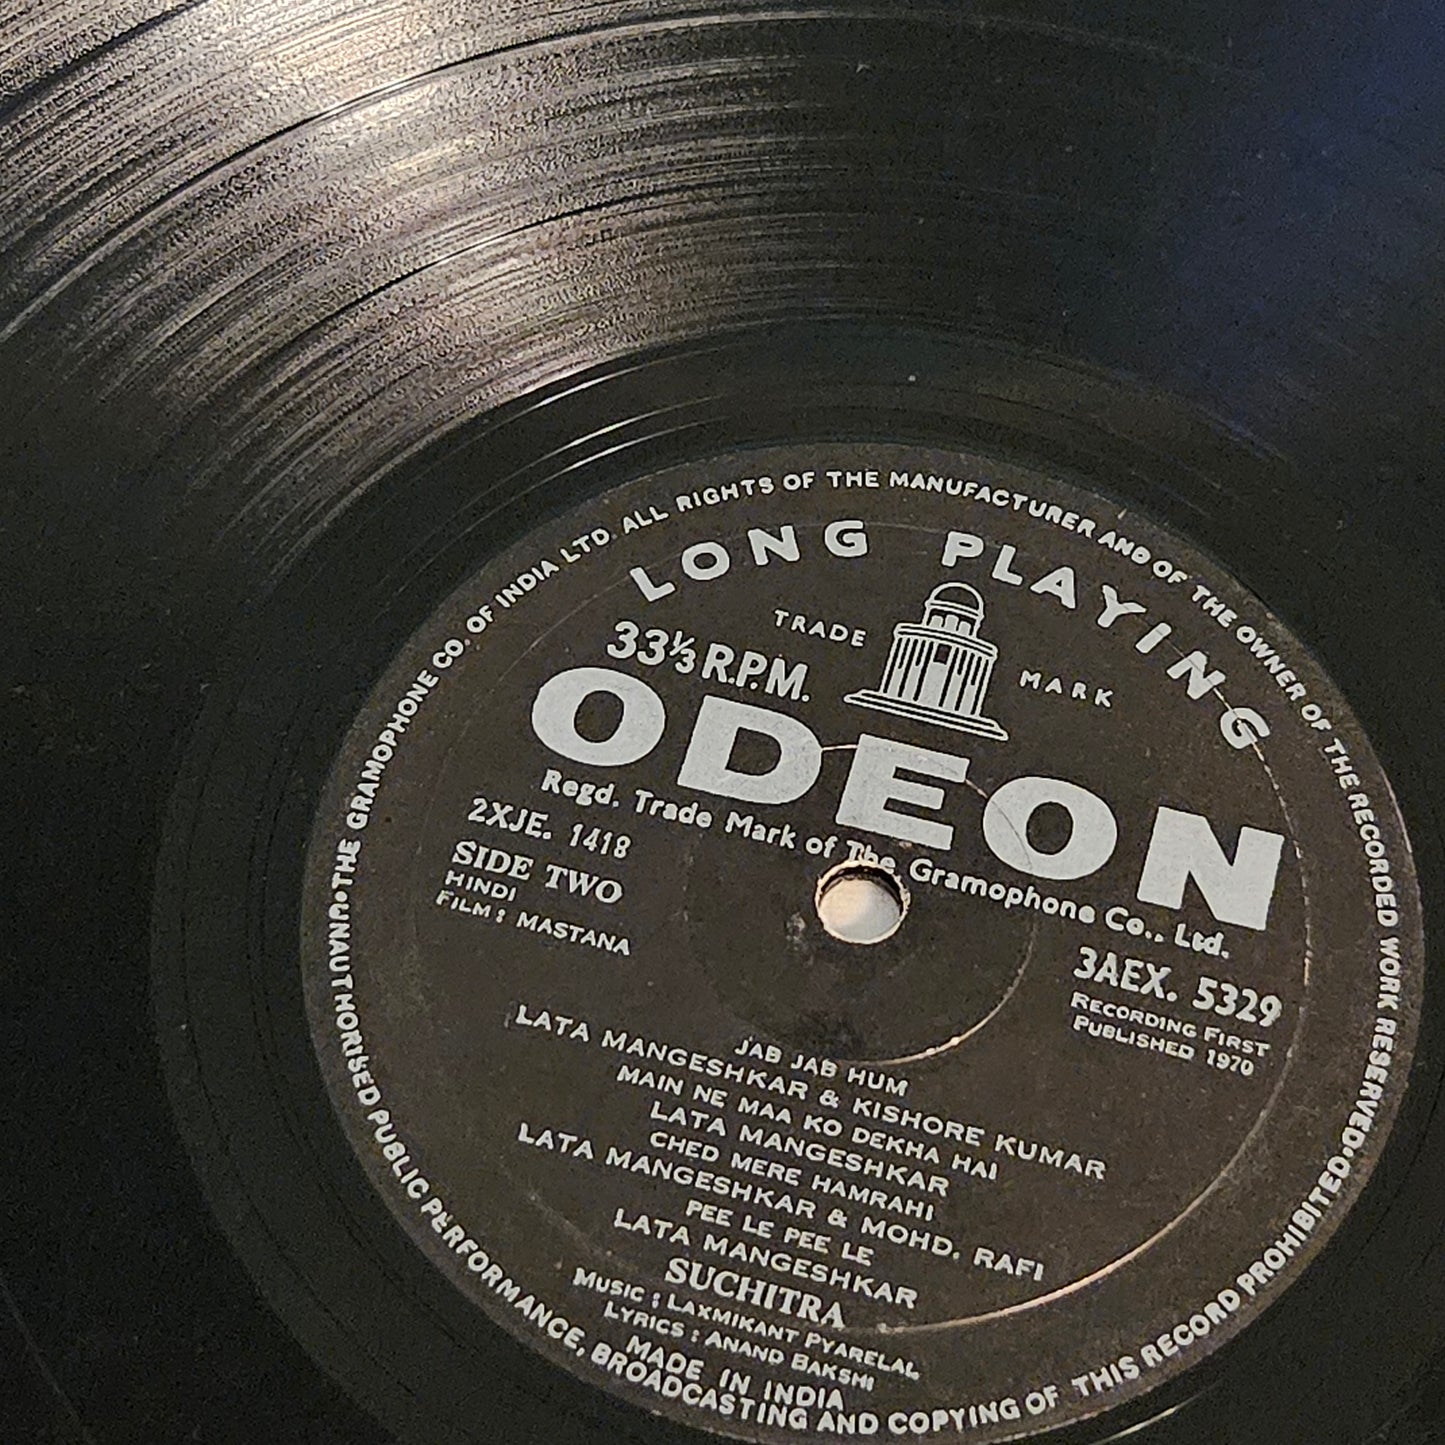 THE GRAMOPHONE CO. OF INDIA LTD. ALL RIGHTS OF THE MANUFACTURER AND OF THE OWNER OF THE RECORDED WORK RESERVED • UNAUTHORISED PUBLIC PERFORMANCE, BROADCASTING AND COPYING OF THIS RECORD PROHIBITED •
LONG PLAYING
TRADE MARK
33⅓ R.P.M.
ODEON
Regd. Trade Mark of The Gramophone Co., Ltd.
2XJE. 1418
SIDE TWO
HINDI
FILM: MASTANA
3AEX. 5329
RECORDING FIRST
PUBLISHED 1970
JAB JAB HUM
LATA MANGESHKAR & KISHORE KUMAR
MAIN NE MAA KO DEKHA HAI
LATA MANGESHKAR
CHED MERE HAMRAHI
LATA MANGESHKAR & MOHD. RAFI
PEE LE PEE LE
LATA MANGESHKAR
SUCHITRA
MUSIC: LAXMIKANT PYARELAL
LYRICS: ANAND BAKSHI
MADE IN INDIA